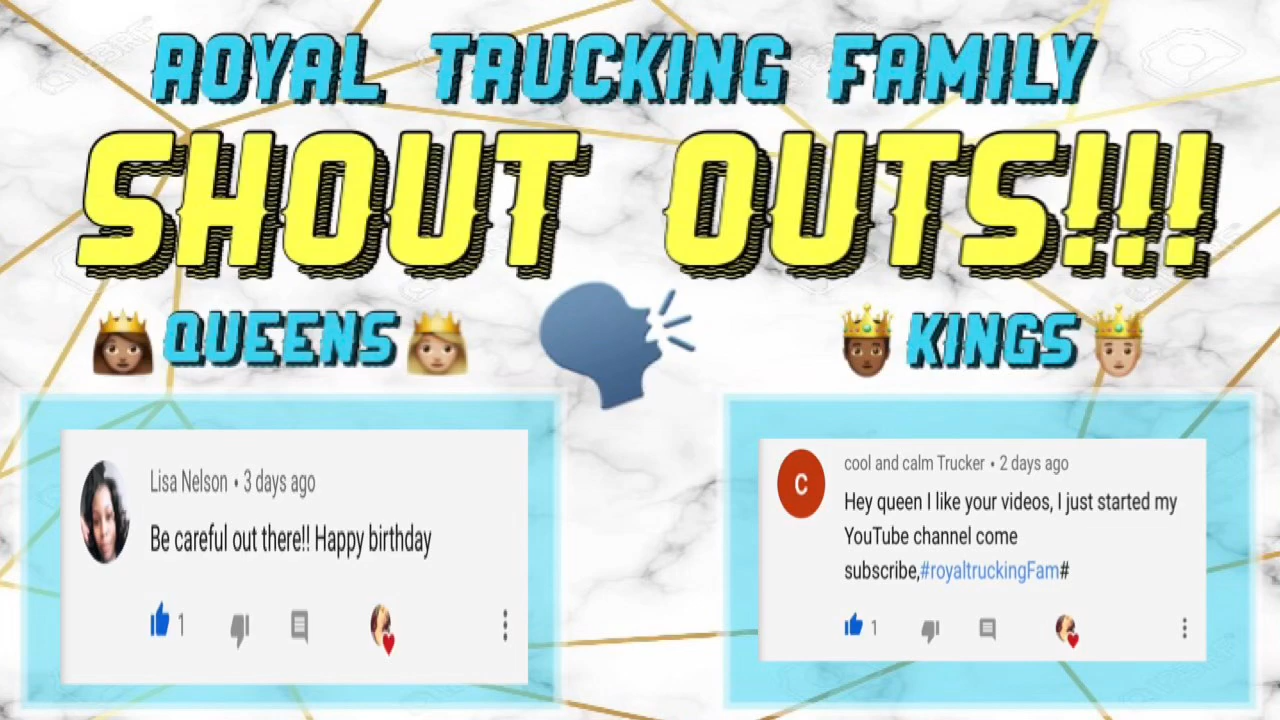 ROYAL TRUCKING FAMILY
SHOUT OUTS!!!
QUEENS
KINGS
Lisa Nelson • 3 days ago
Be careful out there!! Happy birthday
1
cool and calm Trucker • 2 days ago
C
Hey queen I like your videos, I just started my
YouTube channel come
subscribe,#royaltruckingFam#
1